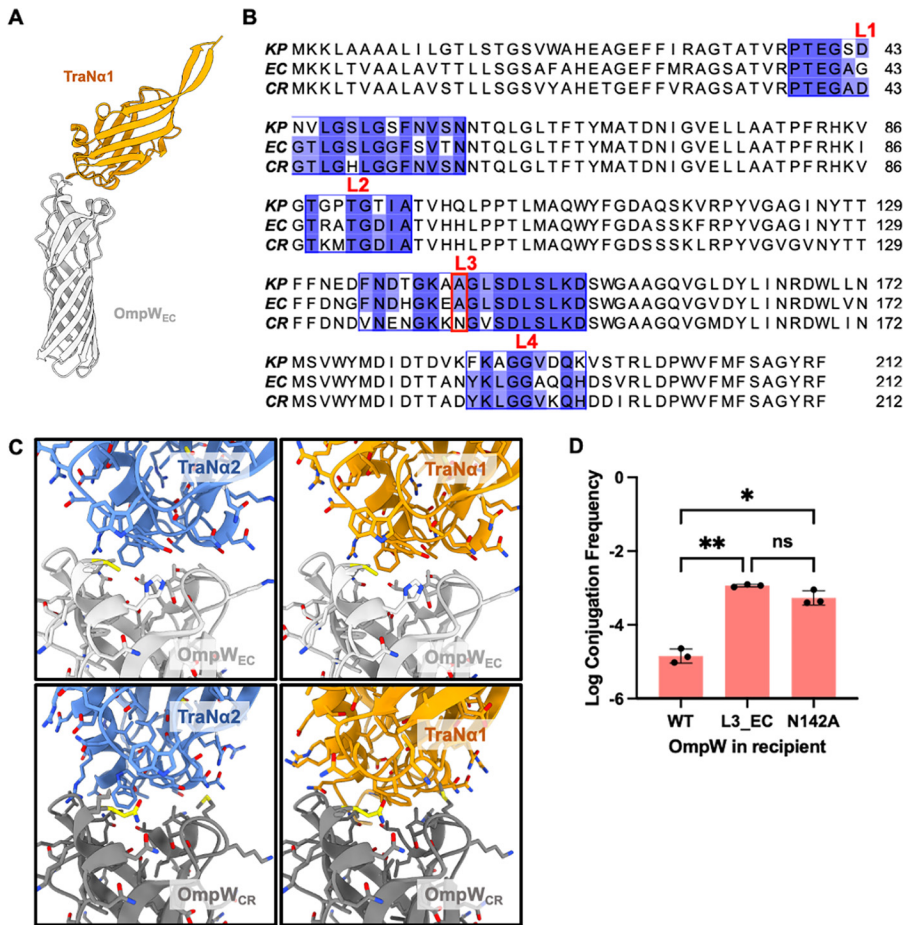 A
TraNα1
OmpWEC
B
L1
KP MKKLAAAALILGTLSTGSVWAHEAGEFFIRAGTATVRPTEGSD 43
EC MKKLTVAALAVTTLLSGSAFAHEAGEFFMRAGSATVRPTEGAG 43
CR MKKLTVAALAVSTLLSGSVYAHETGEFFIRAGTATVRPTEGAD 43
KP NVLGSLGSFNVSNNTQLGLTFTYMATDNIGVELLAATPFRHKV 86
EC GTLGSLGGFSVTNNTQLGLTFTYMATDNIGVELLAATPFRHKI 86
CR GTLGHLGGFNVSNNTQLGLTFTYMATDNIGVELLAATPFRHKV 86
L2
KP GTGPTGTIATVHQLPPTLMAQWYFGDAQSKVRPYVGAGINYTT 129
EC GTRATGDIATVHHLPPTLMAQWYFGDASSKFRPYVGAGINYTT 129
CR GTKMTGDIATVHHLPPTLMAQWYFGDSSSKLRPYVGVGVNYTT 129
L3
KP FFNEDFNDTGKAAGLSDLSLKDSWGAAGQVGLDYLINRDWLLN 172
EC FFDNGFNDHGKEAGLSDLSLKDSWGAAGQVGVDYLINRDWLVN 172
CR FFDNDVNENGKKNGVSDLSLKDSWGAAGQVGMDYLINRDWLIN 172
L4
KP MSVWYMDIDTDVKFKAGGVDQKVSTRLDPWVFMFSAGYRF 212
EC MSVWYMDIDTTANYKLGGAQQHDSVRLDPWVFMFSAGYRF 212
CR MSVWYMDIDTTADYKLGGVKQHDDIRLDPWVFMFSAGYRF 212
C
TraNα2
OmpWEC
TraNα1
OmpWEC
TraNα2
OmpWCR
TraNα1
OmpWCR
D
Log Conjugation Frequency
0
-2
-4
-6
*
**
ns
WT L3_EC N142A
OmpW in recipient